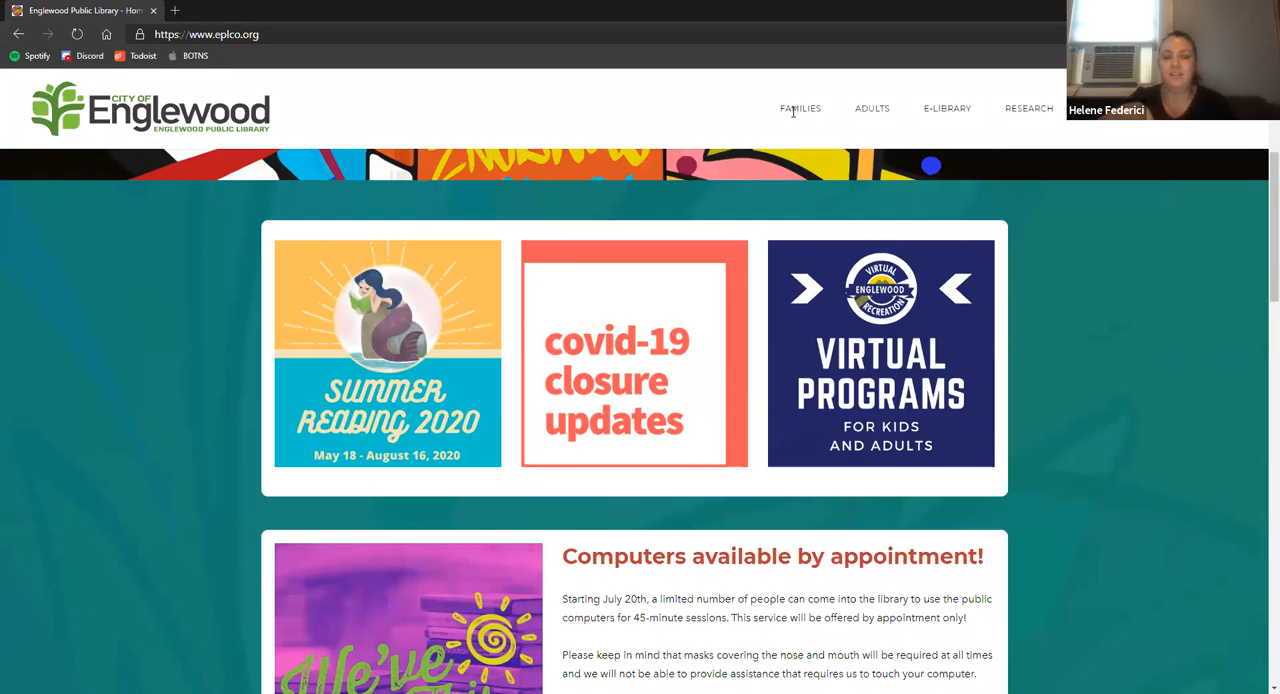 Englewood Public Library - Hom
https://www.eplco.org
Spotify Discord Todoist BOTNS
CITY OF
Englewood
ENGLEWOOD PUBLIC LIBRARY
FAMILIES ADULTS E-LIBRARY RESEARCH
Helene Federici
SUMMER
READING 2020
May 18 - August 16, 2020
covid-19
closure
updates
VIRTUAL
ENGLEWOOD
RECREATION
VIRTUAL
PROGRAMS
FOR KIDS
AND ADULTS
We've
Computers available by appointment!
Starting July 20th, a limited number of people can come into the library to use the public
computers for 45-minute sessions. This service will be offered by appointment only!
Please keep in mind that masks covering the nose and mouth will be required at all times
and we will not be able to provide assistance that requires us to touch your computer.